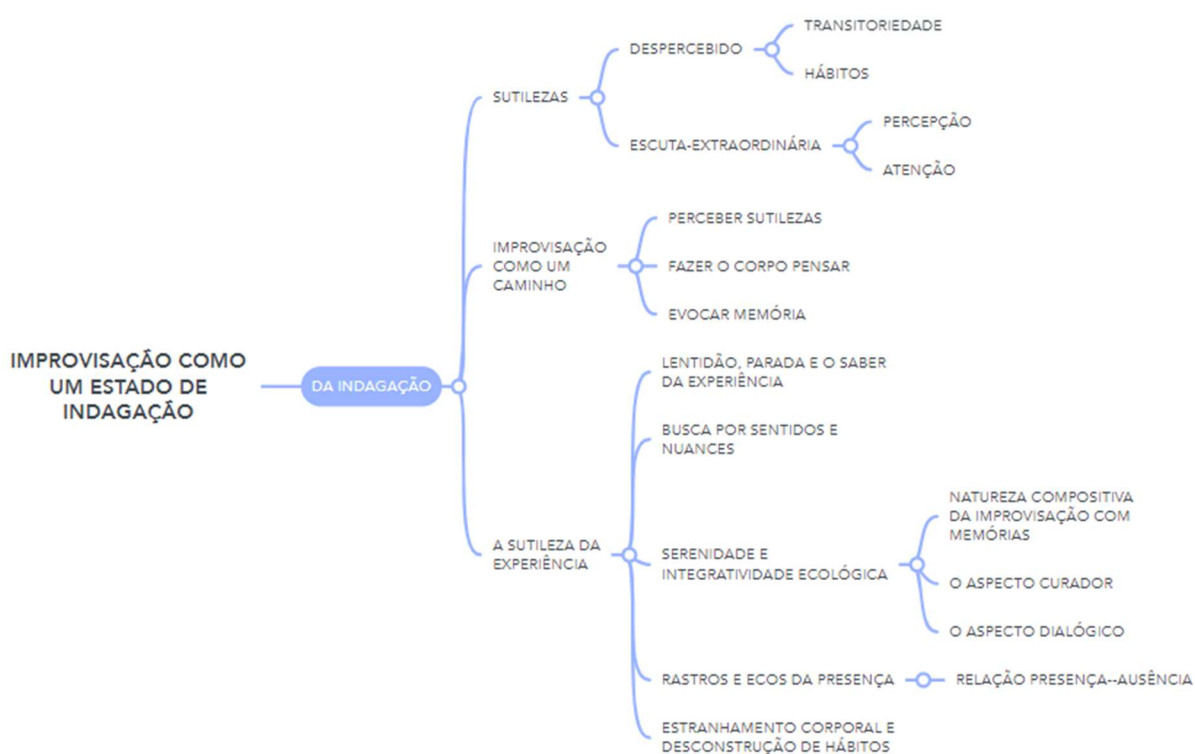 IMPROVISAÇÃO COMO
UM ESTADO DE
INDAGAÇÃO
DA INDAGAÇÃO
SUTILEZAS
DESPERCEBIDO
TRANSITORIEDADE
HÁBITOS
ESCUTA-EXTRAORDINÁRIA
PERCEPÇÃO
ATENÇÃO
IMPROVISAÇÃO
COMO UM
CAMINHO
PERCEBER SUTILEZAS
FAZER O CORPO PENSAR
EVOCAR MEMÓRIA
A SUTILEZA DA
EXPERIÊNCIA
LENTIDÃO, PARADA E O SABER
DA EXPERIÊNCIA
BUSCA POR SENTIDOS E
NUANCES
SERENIDADE E
INTEGRATIVIDADE ECOLÓGICA
NATUREZA COMPOSITIVA
DA IMPROVISAÇÃO COM
MEMÓRIAS
O ASPECTO CURADOR
O ASPECTO DIALÓGICO
RASTROS E ECOS DA PRESENÇA
RELAÇÃO PRESENÇA--AUSÊNCIA
ESTRANHAMENTO CORPORAL E
DESCONSTRUÇÃO DE HÁBITOS